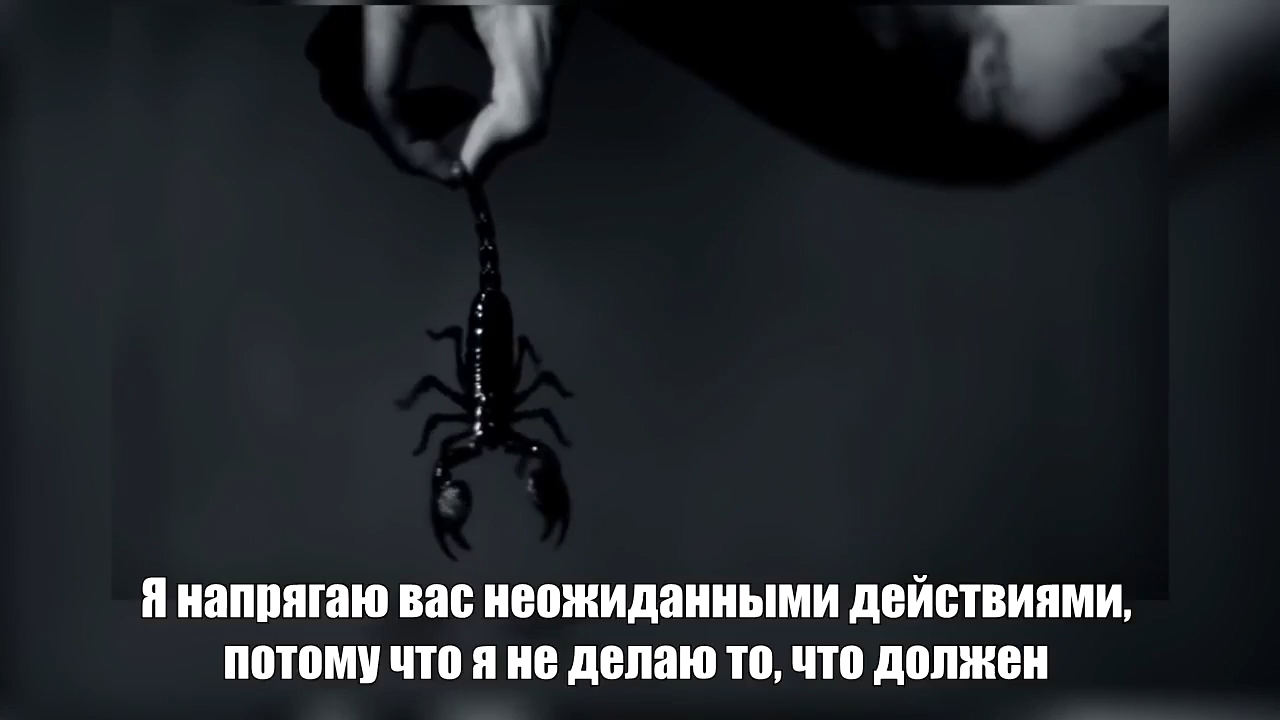 Я напрягаю вас неожиданными действиями,
потому что я не делаю то, что должен